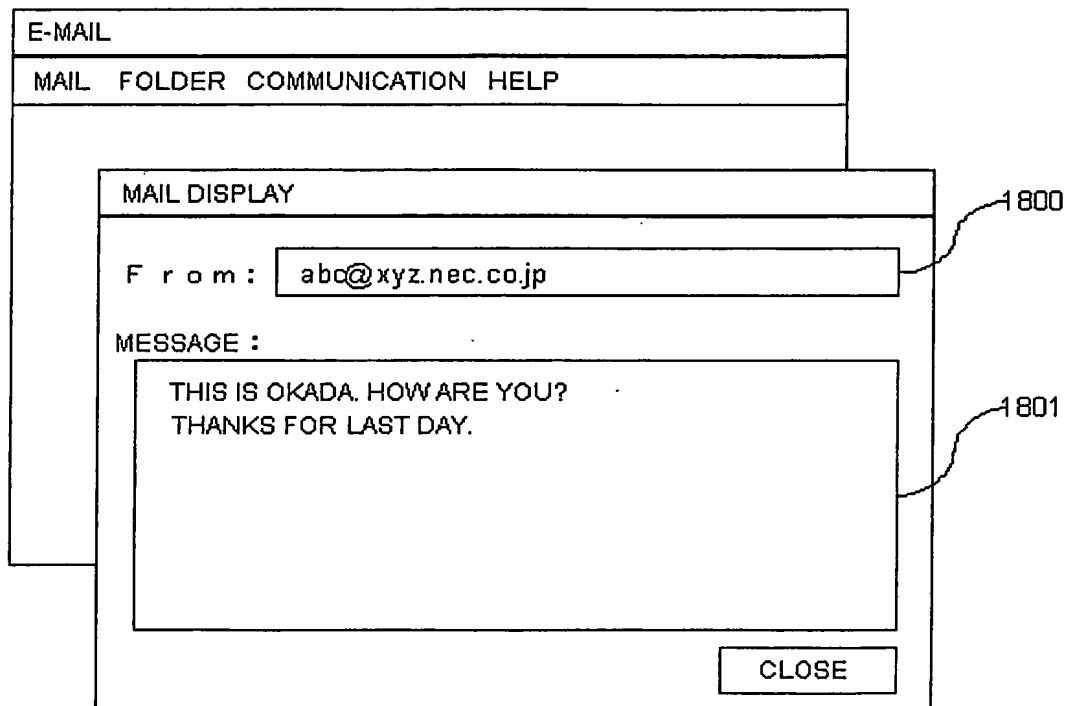 E-MAIL
MAIL FOLDER COMMUNICATION HELP
MAIL DISPLAY
1800
From: abc@xyz.nec.co.jp
MESSAGE :
THIS IS OKADA. HOW ARE YOU?
THANKS FOR LAST DAY.
1801
CLOSE